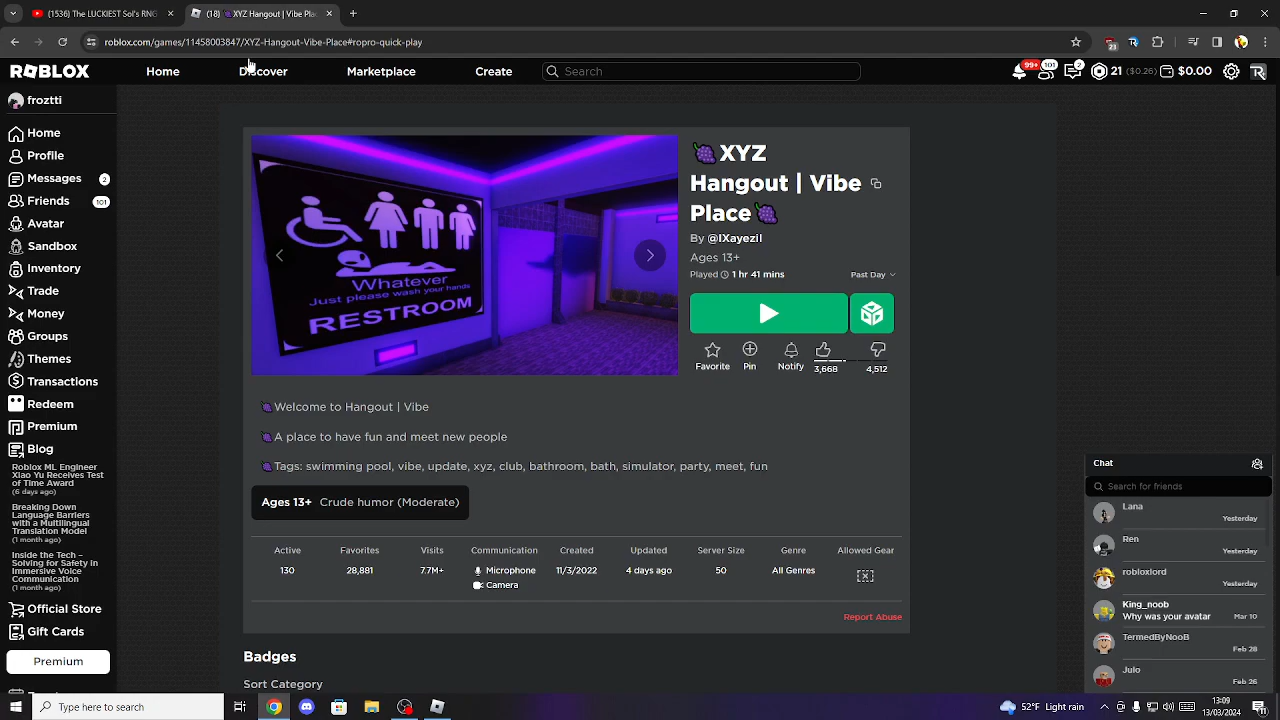 (1536) The LUCKIEST Sol's RNG
(18) XYZ Hangout | Vibe Plac
roblox.com/games/11458003847/XYZ-Hangout-Vibe-Place#ropro-quick-play
23
ROBLOX
Home
Discover
Marketplace
Create
Search
99+
101
2
21 ($0.26)
$0.00
froztti
Home
Profile
Messages 2
Friends 101
Avatar
Sandbox
Inventory
Trade
Money
Groups
Themes
Transactions
Redeem
Premium
Blog
Roblox ML Engineer
Xiao Yu Receives Test
of Time Award
(6 days ago)
Breaking Down
Language Barriers
with a Multilingual
Translation Model
(1 month ago)
Inside the Tech –
Solving for Safety in
Immersive Voice
Communication
(1 month ago)
Official Store
Gift Cards
Premium
Whatever
Just please wash your hands
RESTROOM
XYZ
Hangout | Vibe
Place
By @IXayezil
Ages 13+
Played 1 hr 41 mins
Past Day
Favorite
Pin
Notify
3,668
4,512
Welcome to Hangout | Vibe
A place to have fun and meet new people
Tags: swimming pool, vibe, update, xyz, club, bathroom, bath, simulator, party, mem, fun
Ages 13+ Crude humor (Moderate)
Active Favorites Visits Communication Created Updated Server Size Genre Allowed Gear
130 28,881 7.7M+ Microphone 11/3/2022 4 days ago 50 All Genres
Camera
Report Abuse
Badges
Sort Category
Chat
Search for friends
Lana
Yesterday
Ren
Yesterday
robloxlord
Yesterday
King_noob
Why was your avatar Mar 10
TermedByNooB
Feb 28
Julo
Feb 26
Type here to search
52°F Light rain
13:09
13/03/2024